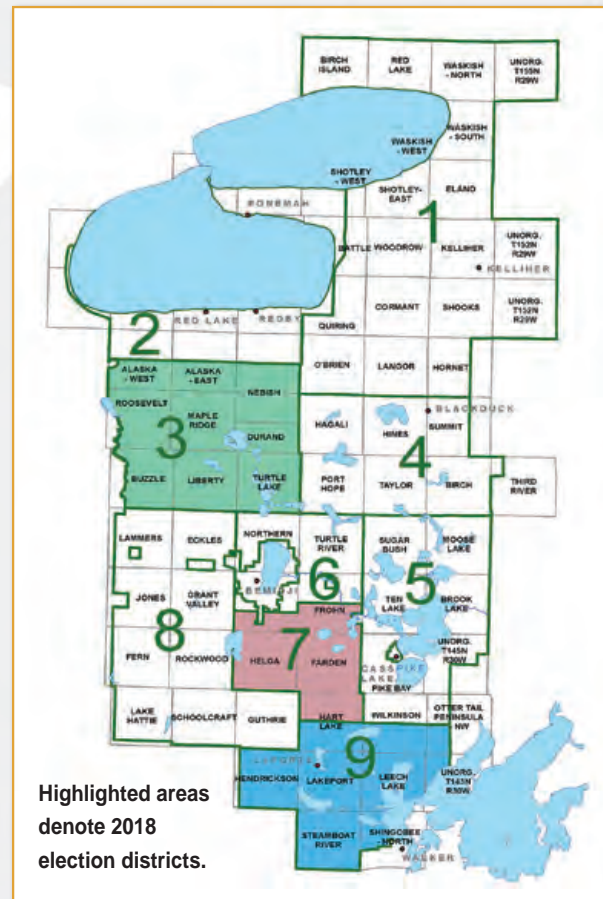 BIRCH
ISLAND
RED
LAKE
WASKISH
-NORTH
UNORG.
T155N
R29W
WASKISH
-WEST
WASKISH
-SOUTH
SHOTLEY
-WEST
SHOTLEY-
EAST
ELAND
PONEMAH
1
BATTLE
WOODROW
KELLIHER
UNORG.
T152N
R29W
KELLIHER
CORMANT
SHOOKS
RED LAKE
REDBY
QUIRING
2
O'BRIEN
LANGOR
HORNET
ALASKA
-WEST
ALASKA
-EAST
NEBISH
ROOSEVELT
MAPLE
RIDGE
BLACKDUCK
HAGALI
HINES
SUMMIT
3
DURAND
4
BUZZLE
LIBERTY
TURTLE
LAKE
PORT
HOPE
TAYLOR
BIRCH
THIRD
RIVER
LAMMERS
ECKLES
NORTHERN
TURTLE
RIVER
SUGAR
BUSH
MOOSE
LAKE
BEMIDJI
6
5
JONES
GRANT
VALLEY
FROHN
TEN
LAKE
BROOK
LAKE
8
7
FERN
ROCKWOOD
HELGA
FARDEN
CASS
LAKE
PIKE
PIKE BAY
UNORG.
T145N
R30W
LAKE
HATTIE
SCHOOLCRAFT
GUTHRIE
HART
LAKE
WILKINSON
OTTER TAIL
PENINSULA
NW
9
LAPORTE
HENDRICKSON
LAKEPORT
LEECH
LAKE
UNORG.
T143N
R30W
STEAMBOAT
RIVER
SHINGOBEE
-NORTH
WALKER
Highlighted areas
denote 2018
election districts.